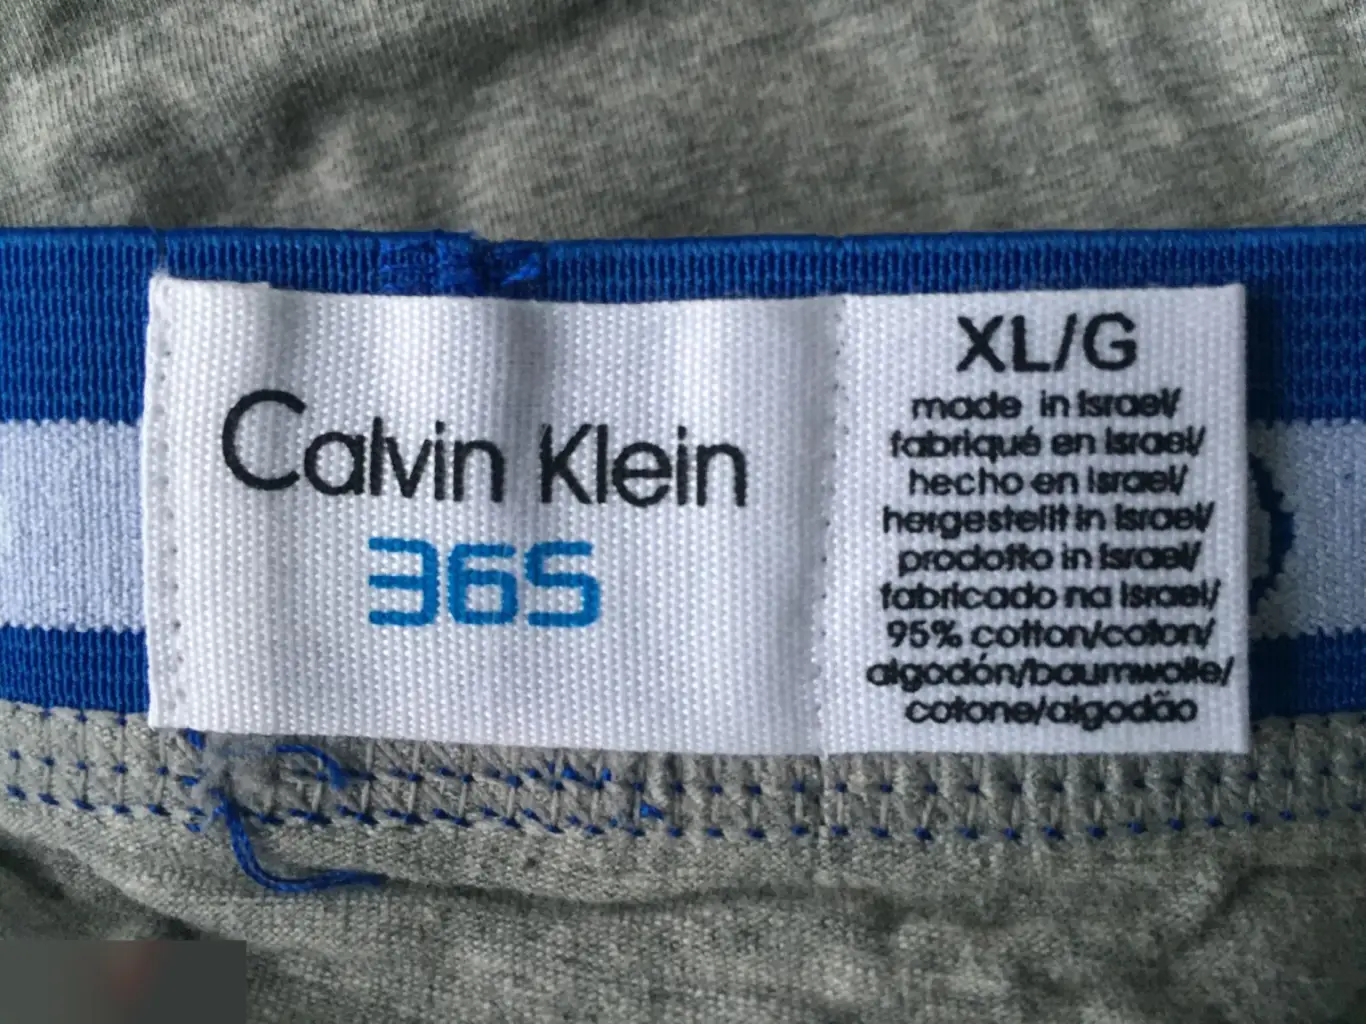 Calvin Klein
365
XL/G
made in Israel/
fabriqué en Israel/
hecho en Israel/
hergestellt in Israel/
prodotto in Israel/
fabricado na Israel/
95% cotton/coton/
algodón/baumwolle/
cotone/algodão